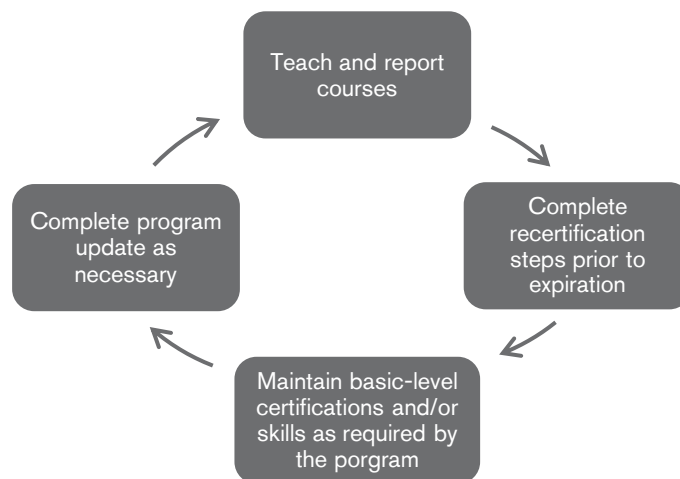 Teach and report
courses
Complete
recertification
steps prior to
expiration
Maintain basic-level
certifications and/or
skills as required by
the porgram
Complete program
update as
necessary